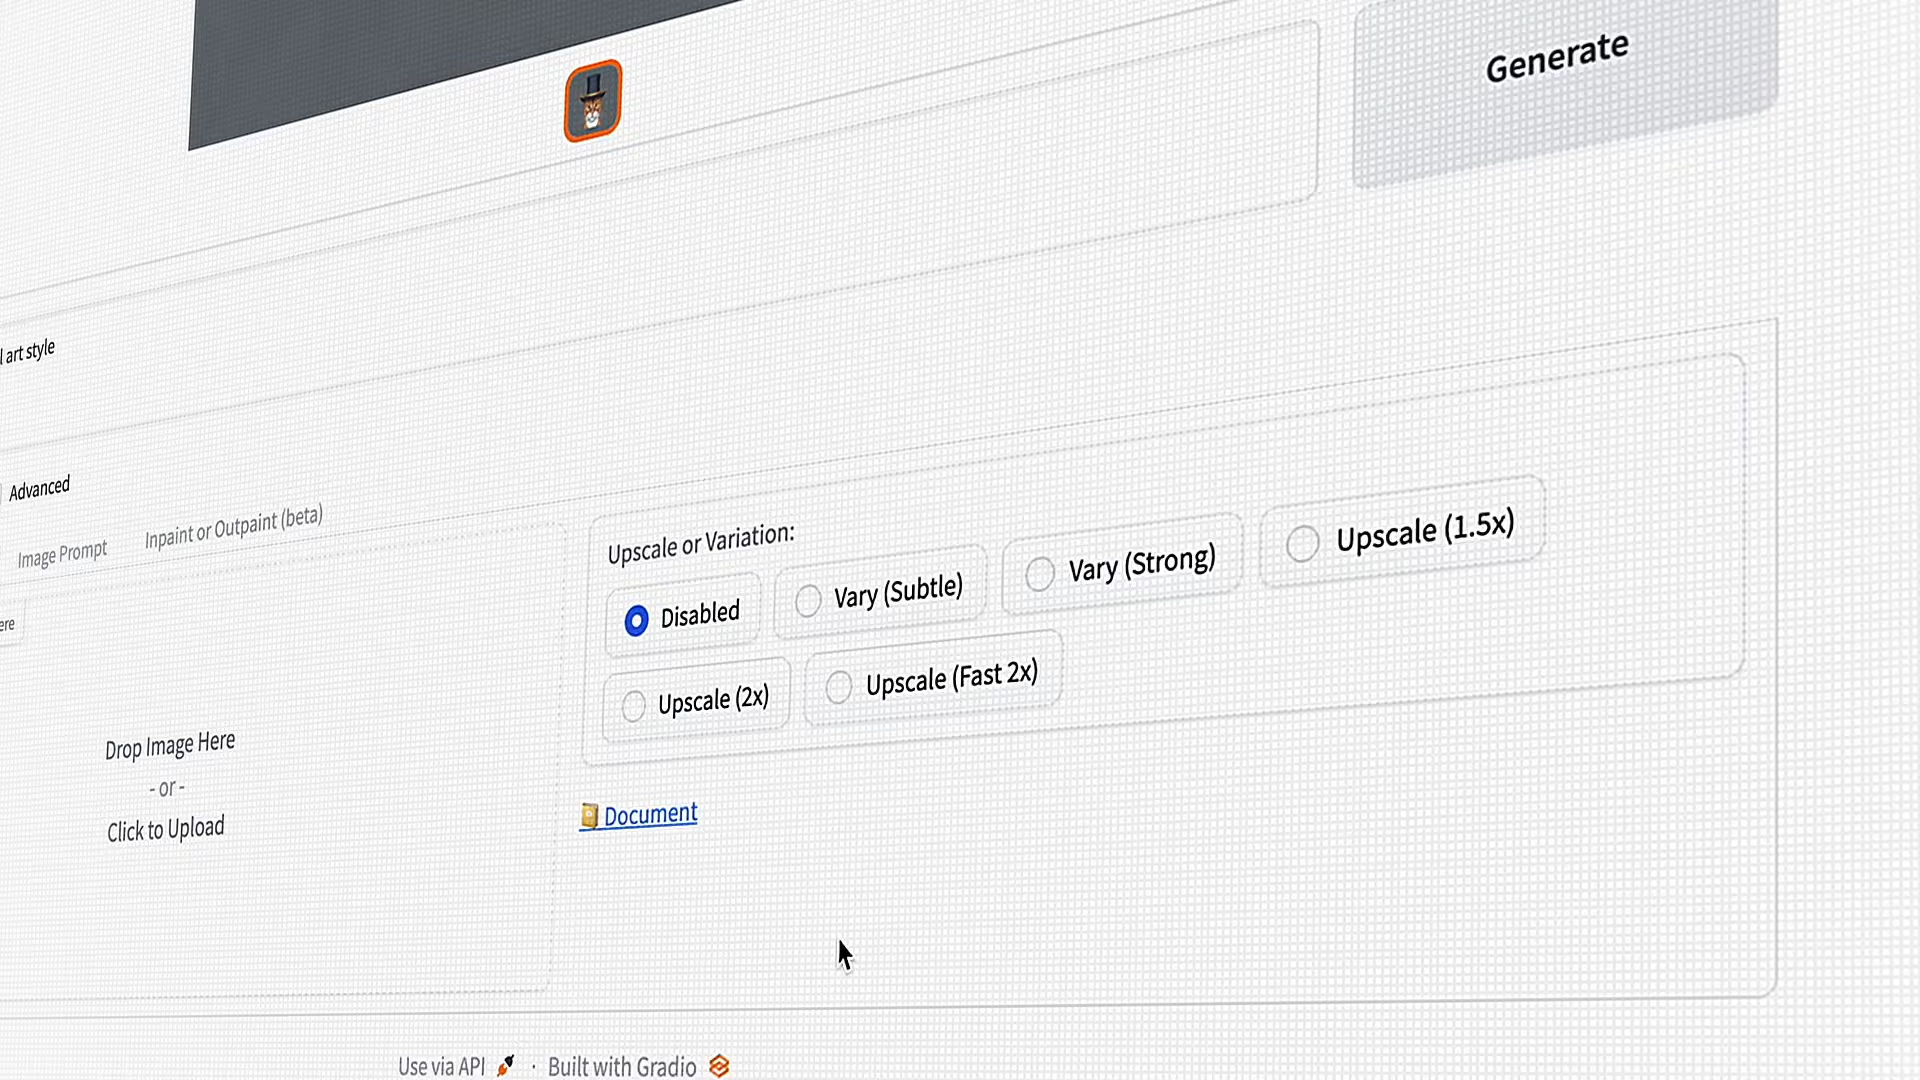 Generate
l art style
Advanced
Image Prompt
Inpaint or Outpaint (beta)
ere
Upscale or Variation:
Disabled
Vary (Subtle)
Vary (Strong)
Upscale (1.5x)
Upscale (2x)
Upscale (Fast 2x)
Drop Image Here
- or -
Click to Upload
Document
Use via API · Built with Gradio